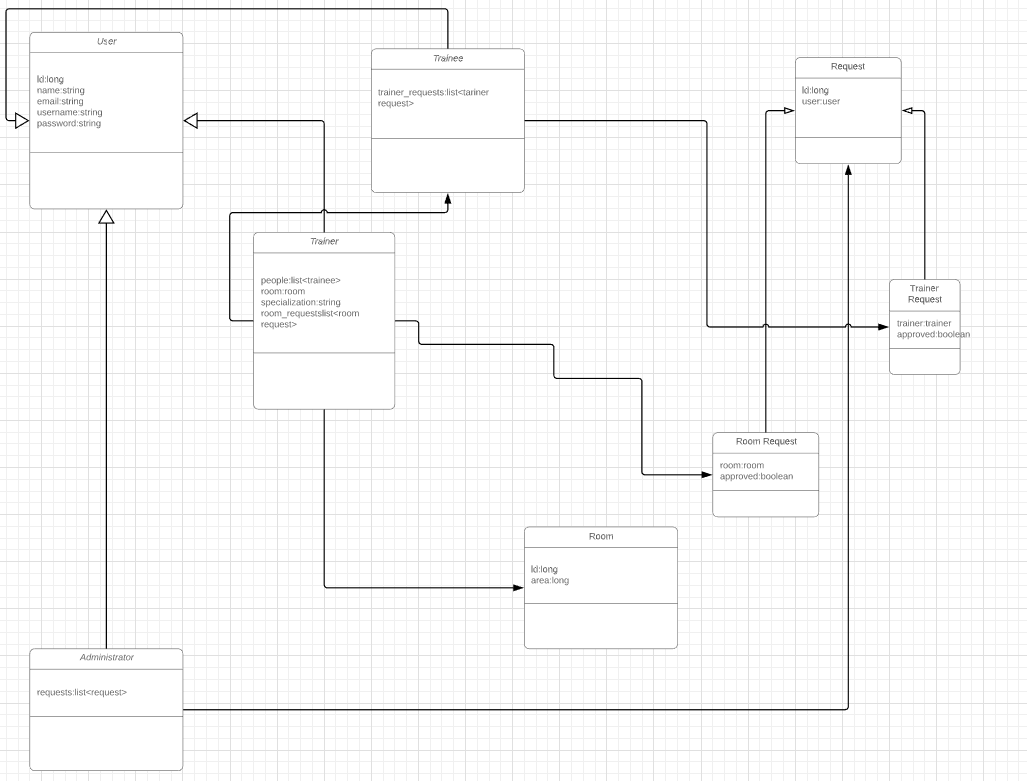 User
Id:long
name:string
email:string
username:string
password:string
Trainee
trainer_requests:list<tariner
request>
Request
Id:long
user:user
Trainer
people:list<trainee>
room:room
specialization:string
room_requestslist<room
request>
Trainer
Request
trainer:trainer
approved:boolean
Room Request
room:room
approved:boolean
Room
Id:long
area:long
Administrator
requests:list<request>